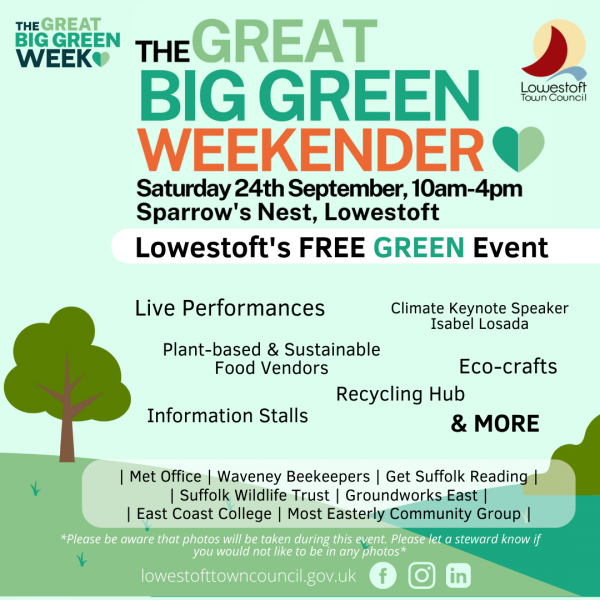 THE GREAT
BIG GREEN
WEEK
THE GREAT
BIG GREEN
WEEKENDER
Lowestoft
Town Council
Saturday 24th September, 10am-4pm
Sparrow's Nest, Lowestoft
Lowestoft's FREE GREEN Event
Live Performances
Climate Keynote Speaker
Isabel Losada
Plant-based & Sustainable
Food Vendors
Eco-crafts
Recycling Hub
Information Stalls
& MORE
| Met Office | Waveney Beekeepers | Get Suffolk Reading |
| Suffolk Wildlife Trust | Groundworks East |
| East Coast College | Most Easterly Community Group |
*Please be aware that photos will be taken during this event. Please let a steward know if
you would not like to be in any photos*
lowestofttowncouncil.gov.uk